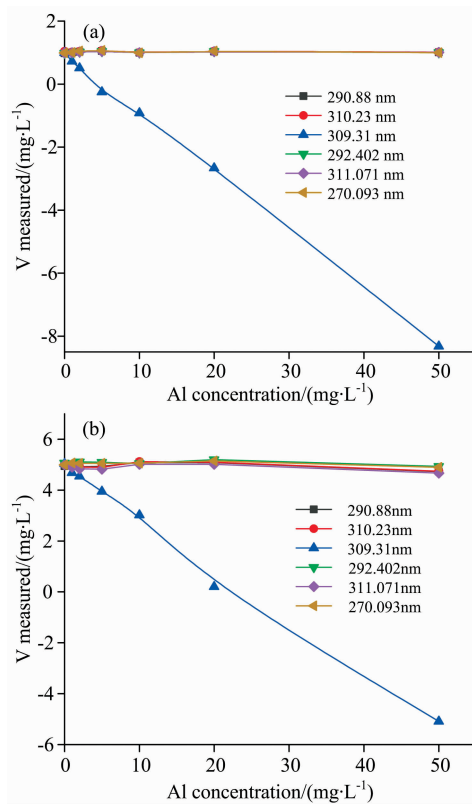 (a)
2
0
-2
-4
-6
-8
V measured/(mg·L⁻¹)
290.88 nm
310.23 nm
309.31 nm
292.402 nm
311.071 nm
270.093 nm
0 10 20 30 40 50
Al concentration/(mg·L⁻¹)
(b)
6
4
2
0
-2
-4
-6
V measured/(mg·L⁻¹)
290.88nm
310.23nm
309.31nm
292.402nm
311.071nm
270.093nm
0 10 20 30 40 50
Al concentration/(mg·L⁻¹)